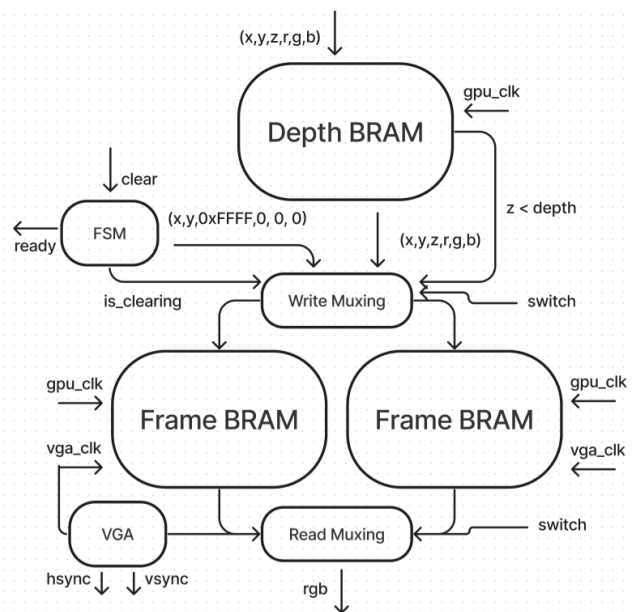 (x,y,z,r,g,b)
gpu_clk
Depth BRAM
clear
z < depth
(x,y,0xFFFF,0, 0, 0)
FSM
ready
(x,y,z,r,g,b)
is_clearing
Write Muxing
switch
gpu_clk
gpu_clk
Frame BRAM
Frame BRAM
vga_clk
vga_clk
switch
VGA
Read Muxing
hsync
vsync
rgb